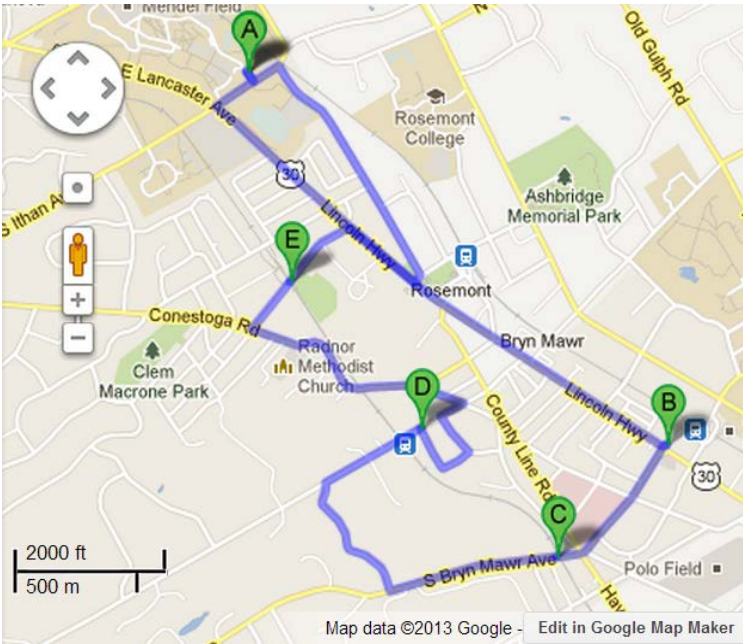 Mendel Field
A
E Lancaster Ave
Old Gulph Rd
Rosemont
College
30
Ashbridge
Memorial Park
S Ithan Av
Lincoln Hwy
E
Rosemont
Conestoga Rd
Bryn Mawr
Radnor
Methodist
Church
Clem
Macrone Park
D
Lincoln Hwy
B
County Line Rd
30
C
2000 ft
500 m
S Bryn Mawr Ave
Polo Field
Hav
Map data ©2013 Google -
Edit in Google Map Maker